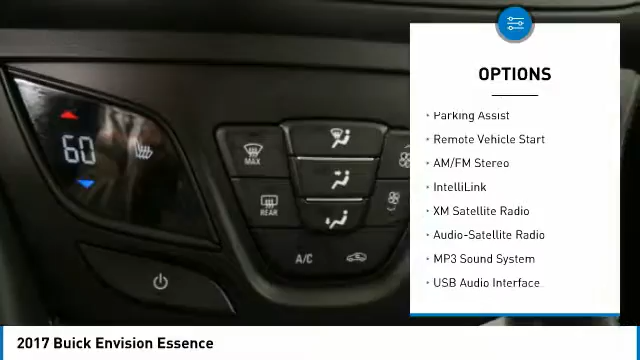 OPTIONS
Parking Assist
Remote Vehicle Start
AM/FM Stereo
IntelliLink
XM Satellite Radio
Audio-Satellite Radio
MP3 Sound System
USB Audio Interface
60
MAX
REAR
A/C
2017 Buick Envision Essence